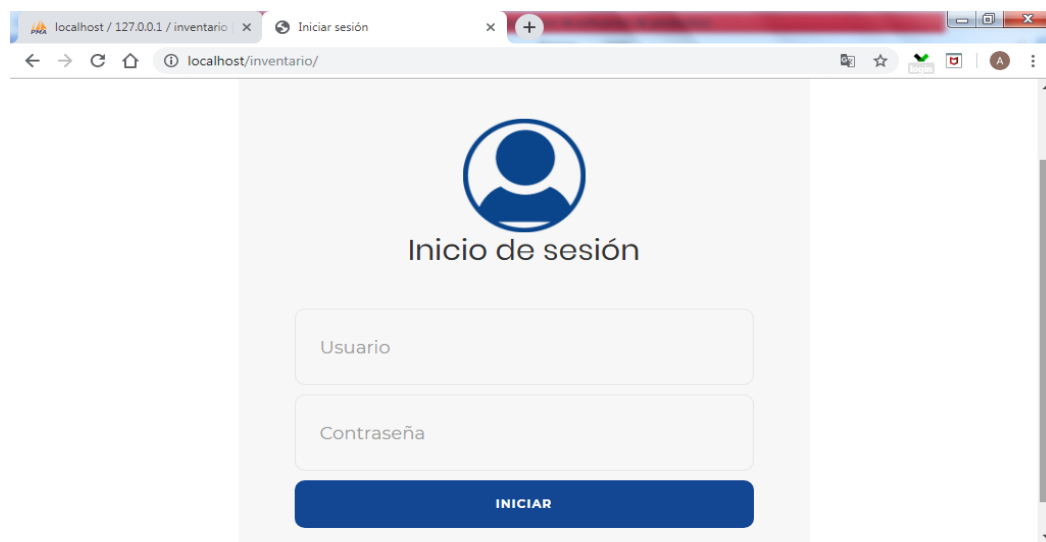 localhost / 127.0.0.1 / inventario
Iniciar sesión
localhost/inventario/
A
Inicio de sesión
Usuario
Contraseña
INICIAR